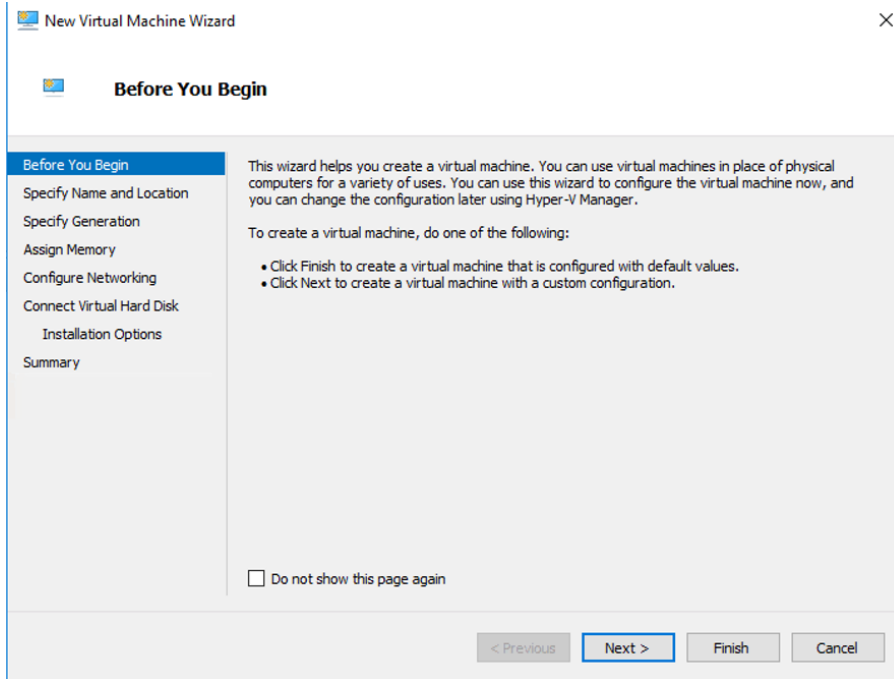 New Virtual Machine Wizard
Before You Begin
Before You Begin
Specify Name and Location
Specify Generation
Assign Memory
Configure Networking
Connect Virtual Hard Disk
Installation Options
Summary
This wizard helps you create a virtual machine. You can use virtual machines in place of physical
computers for a variety of uses. You can use this wizard to configure the virtual machine now, and
you can change the configuration later using Hyper-V Manager.
To create a virtual machine, do one of the following:
• Click Finish to create a virtual machine that is configured with default values.
• Click Next to create a virtual machine with a custom configuration.
Do not show this page again
< Previous
Next >
Finish
Cancel